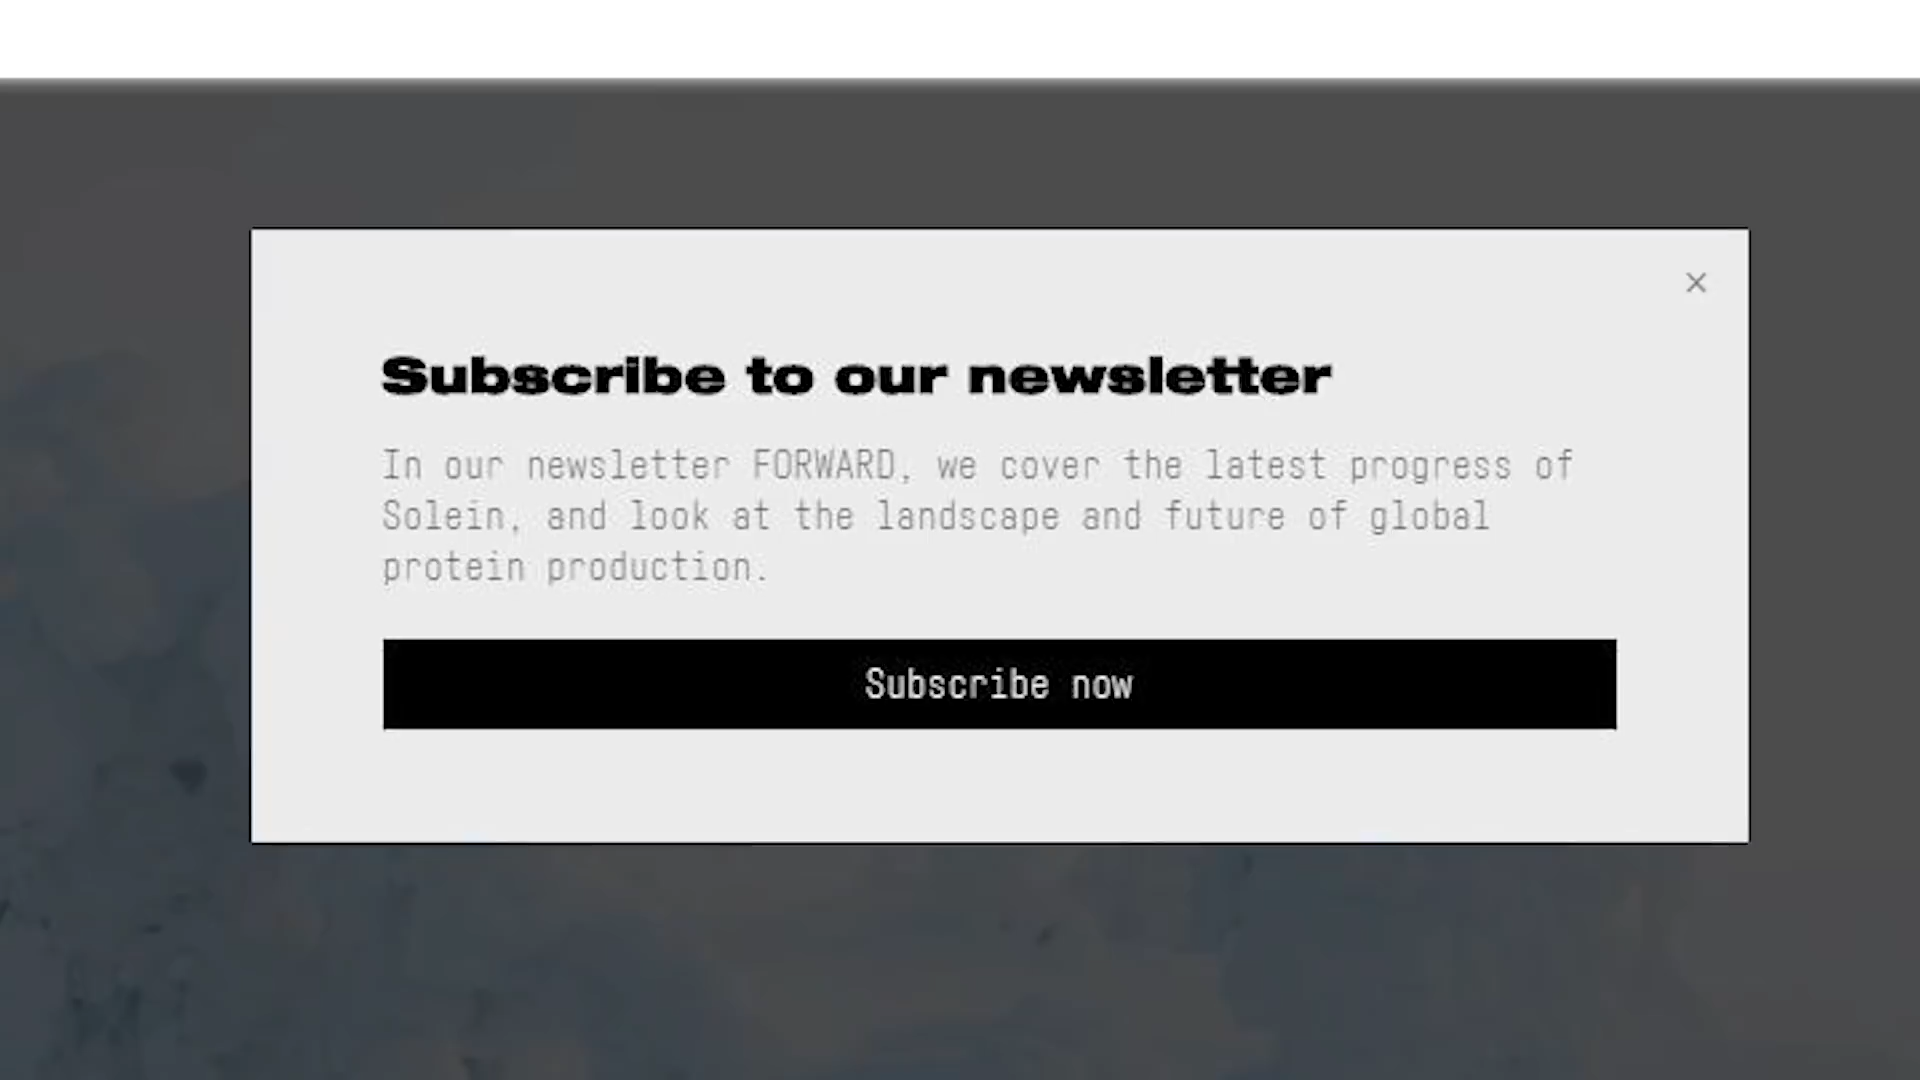 Subscribe to our newsletter
In our newsletter FORWARD, we cover the latest progress of
Solein, and look at the landscape and future of global
protein production.
Subscribe now